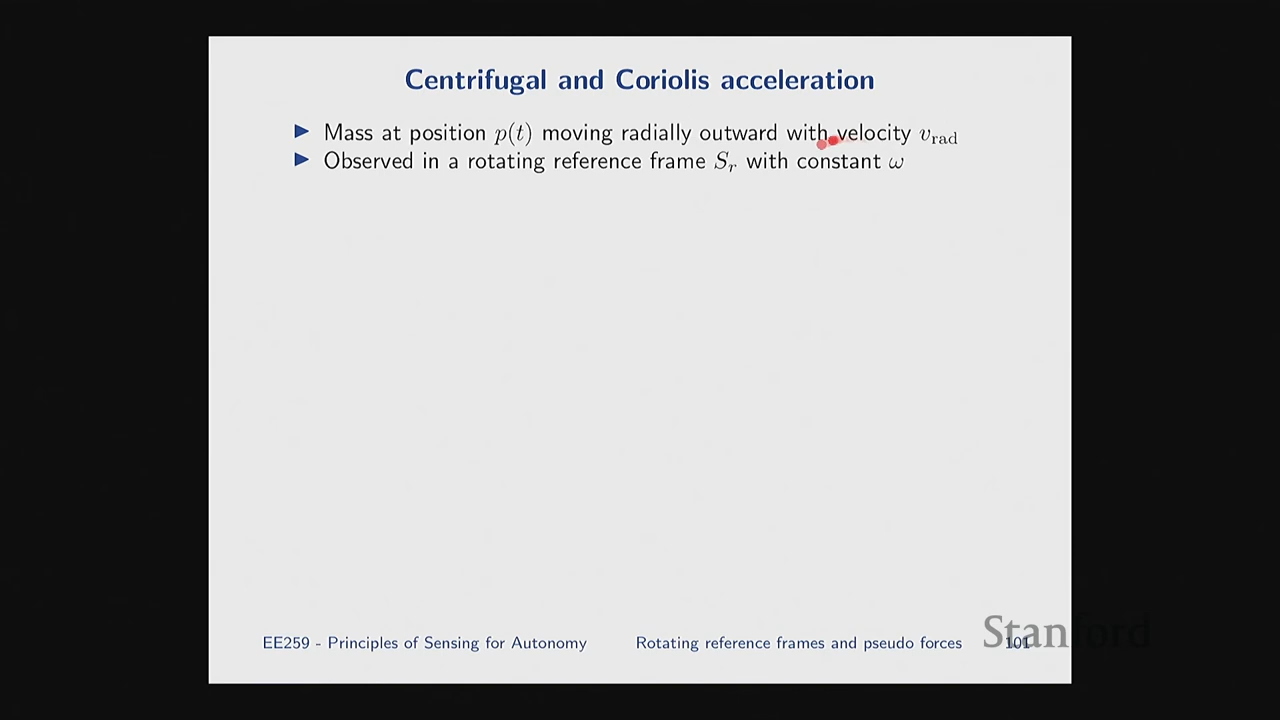 Centrifugal and Coriolis acceleration
▶ Mass at position p(t) moving radially outward with velocity v_rad
▶ Observed in a rotating reference frame S_r with constant ω
EE259 - Principles of Sensing for Autonomy Rotating reference frames and pseudo forces 101
Stanford